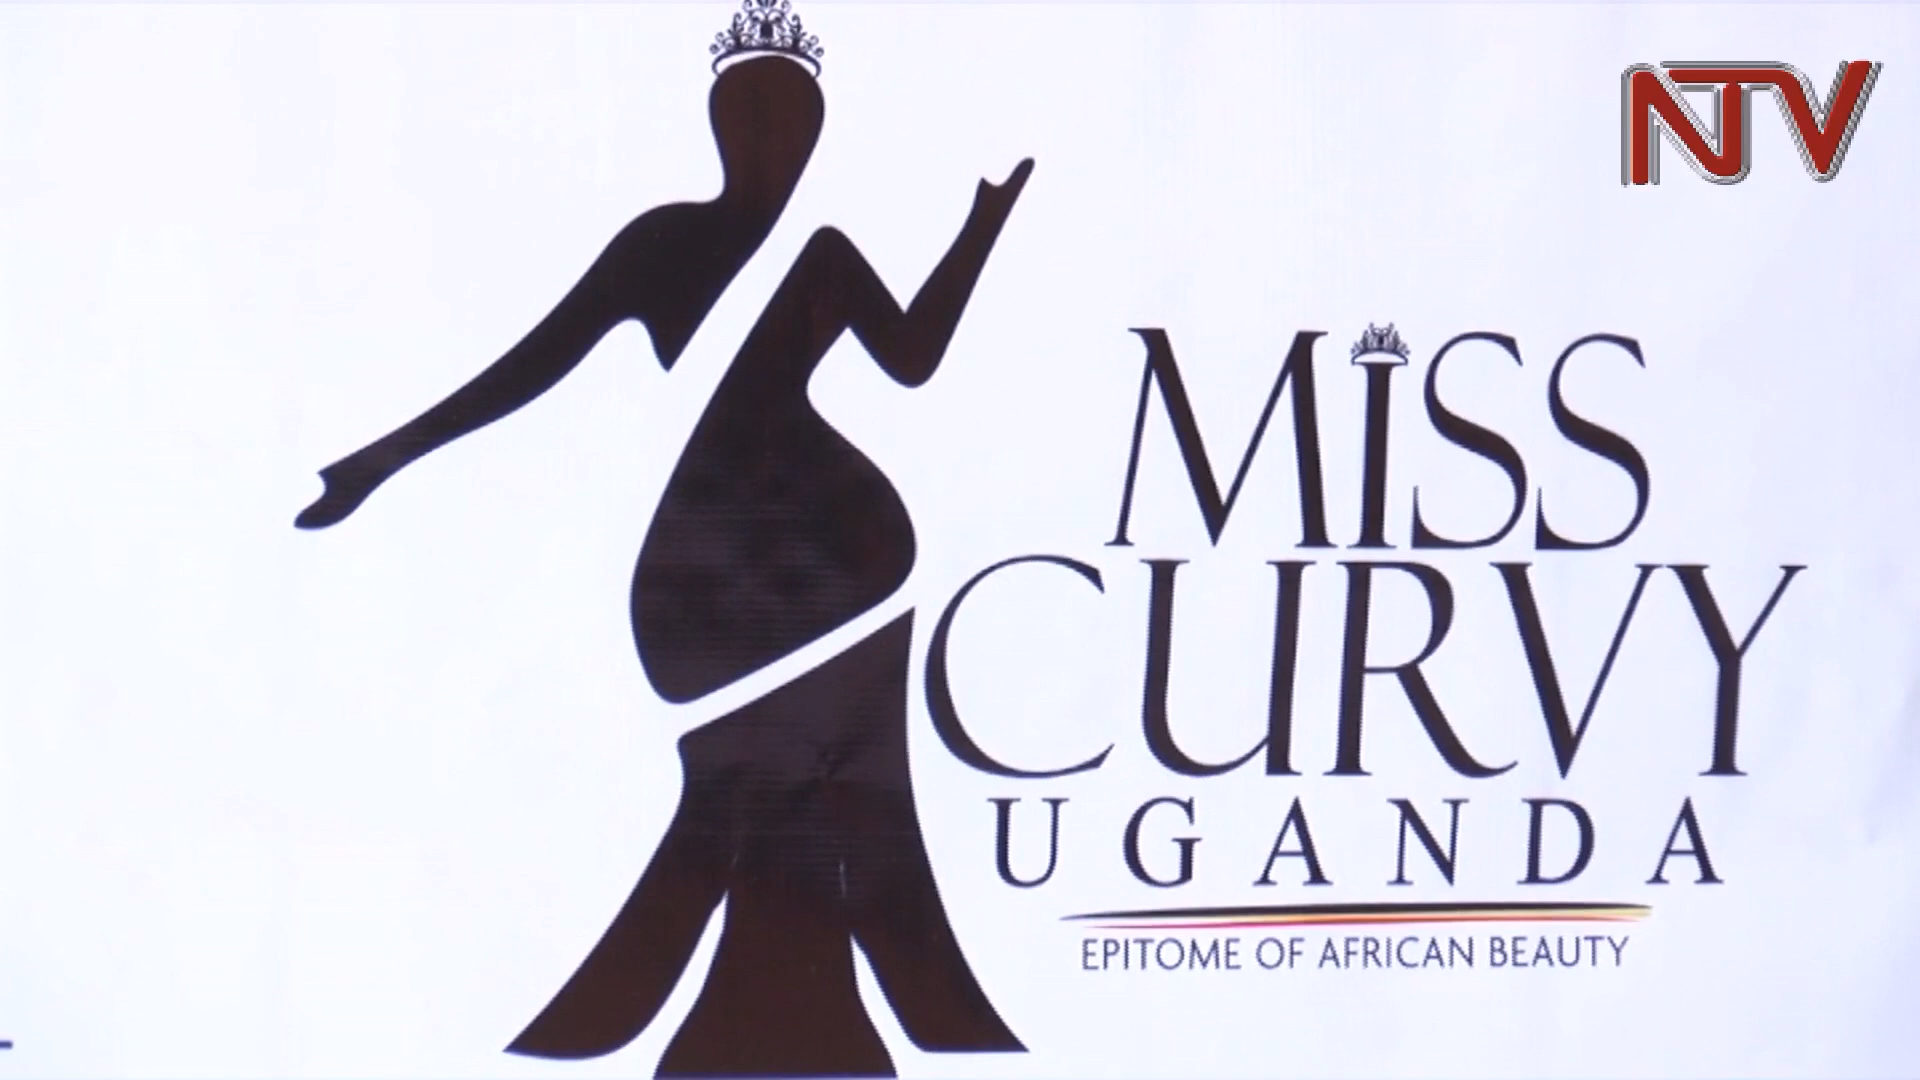 NTV
MiSS
CURVY
UGANDA
EPITOME OF AFRICAN BEAUTY